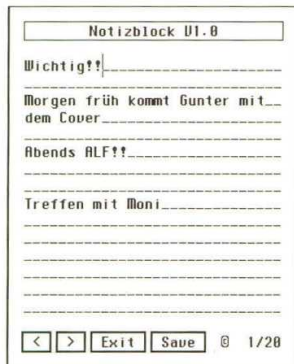 Notizblock V1.0
Wichtig!!
Morgen früh kommt Gunter mit
dem Cover
Abends ALF!!
Treffen mit Moni
< > Exit Save © 1/20